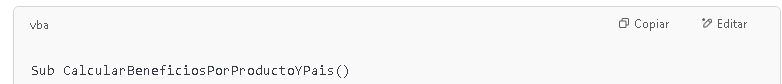 vba
Copiar
Editar
Sub CalcularBeneficiosPorProductoYPais()